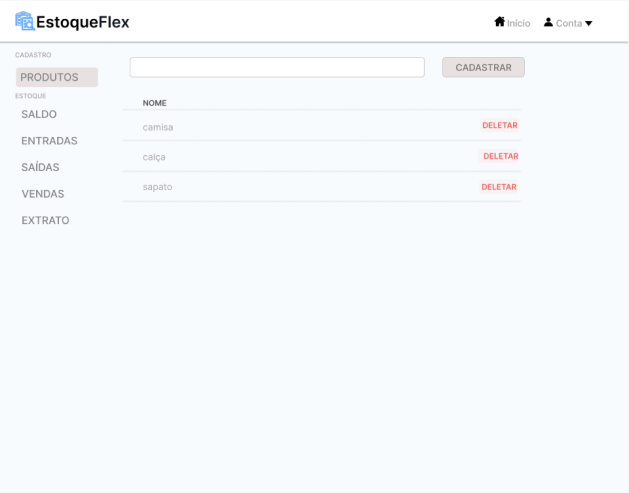 EstoqueFlex
Início Conta
CADASTRO
PRODUTOS
ESTOQUE
SALDO
ENTRADAS
SAÍDAS
VENDAS
EXTRATO
CADASTRAR
NOME
camisa DELETAR
calça DELETAR
sapato DELETAR